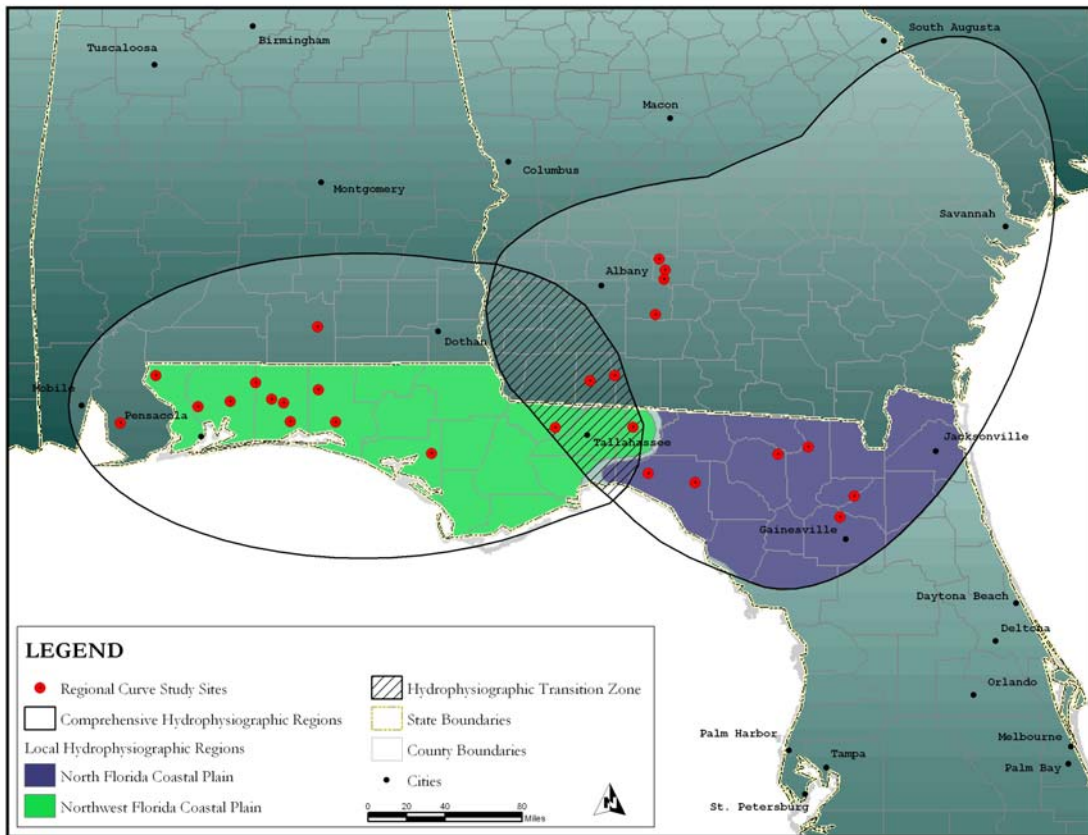 South Augusta
Birmingham
Tuscaloosa
Macon
Columbus
Montgomery
Savannah
Albany
Dothan
Mobile
Pensacola
Tallahassee
Jacksonville
Gainesville
Daytona Beach
Deltona
Orlando
Palm Harbor
Melbourne
Tampa
Palm Bay
St. Petersburg
LEGEND
Regional Curve Study Sites
Comprehensive Hydrophysiographic Regions
Local Hydrophysiographic Regions
North Florida Coastal Plain
Northwest Florida Coastal Plain
Hydrophysiographic Transition Zone
State Boundaries
County Boundaries
Cities
0 20 40 80
Miles
N